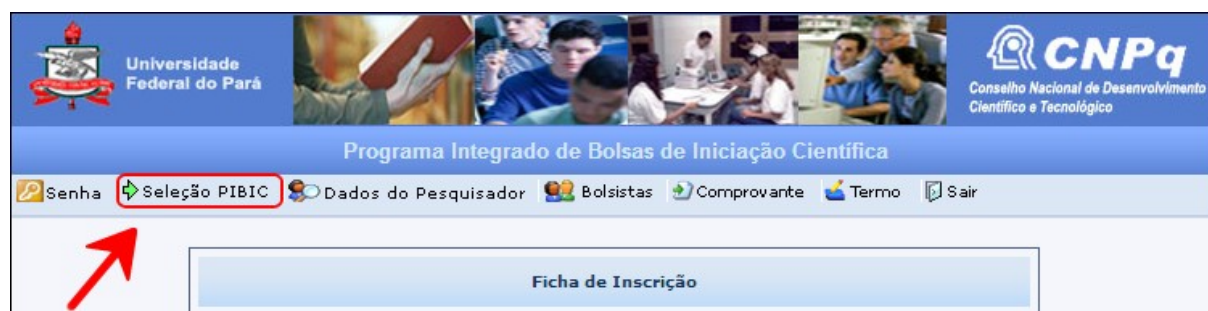 Universidade
Federal do Pará
CNPq
Conselho Nacional de Desenvolvimento
Científico e Tecnológico
Programa Integrado de Bolsas de Iniciação Científica
Senha Seleção PIBIC Dados do Pesquisador Bolsistas Comprovante Termo Sair
Ficha de Inscrição